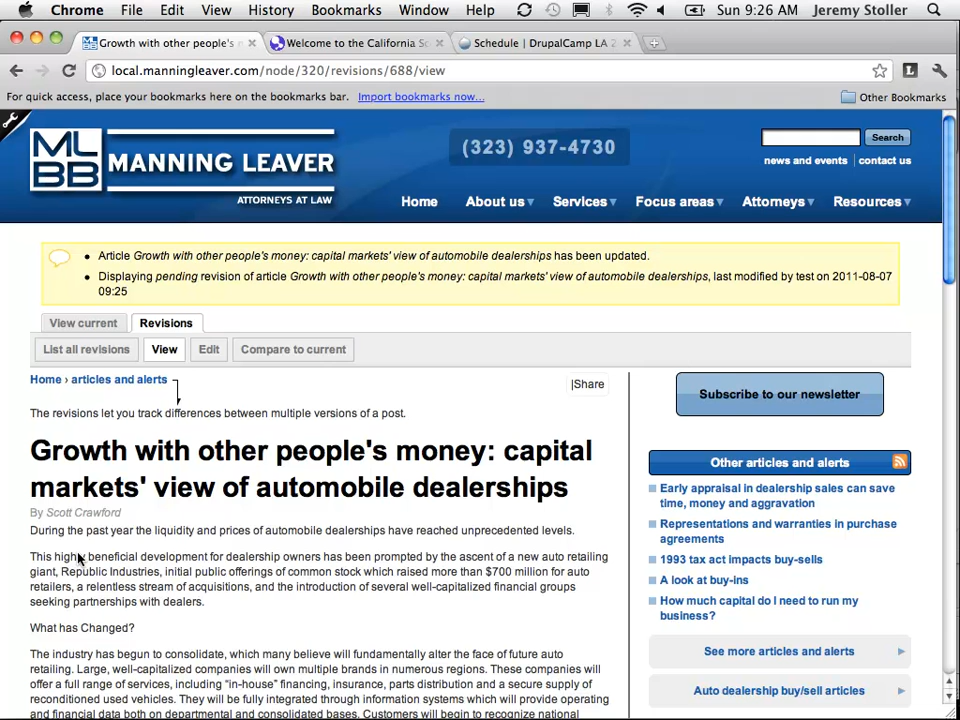 Chrome File Edit View History Bookmarks Window Help Sun 9:26 AM Jeremy Stoller
Growth with other people's m Welcome to the California Sc Schedule | DrupalCamp LA 2
local.manningleaver.com/node/320/revisions/688/view
For quick access, place your bookmarks here on the bookmarks bar. Import bookmarks now... Other Bookmarks
ML
BB
MANNING LEAVER
ATTORNEYS AT LAW
(323) 937-4730
Search
news and events | contact us
Home About us Services Focus areas Attorneys Resources
Article Growth with other people's money: capital markets' view of automobile dealerships has been updated.
Displaying pending revision of article Growth with other people's money: capital markets' view of automobile dealerships, last modified by test on 2011-08-07
09:25
View current Revisions
List all revisions View Edit Compare to current
Home › articles and alerts
|Share
The revisions let you track differences between multiple versions of a post.
Growth with other people's money: capital
markets' view of automobile dealerships
By Scott Crawford
During the past year the liquidity and prices of automobile dealerships have reached unprecedented levels.
This highly beneficial development for dealership owners has been prompted by the ascent of a new auto retailing
giant, Republic Industries, initial public offerings of common stock which raised more than $700 million for auto
retailers, a relentless stream of acquisitions, and the introduction of several well-capitalized financial groups
seeking partnerships with dealers.
What has Changed?
The industry has begun to consolidate, which many believe will fundamentally alter the face of future auto
retailing. Large, well-capitalized companies will own multiple brands in numerous regions. These companies will
offer a full range of services, including “in-house” financing, insurance, parts distribution and a secure supply of
reconditioned used vehicles. They will be fully integrated through information systems which will provide operating
and financial data both on departmental and consolidated bases. Customers will begin to recognize national
Subscribe to our newsletter
Other articles and alerts
Early appraisal in dealership sales can save
time, money and aggravation
Representations and warranties in purchase
agreements
1993 tax act impacts buy-sells
A look at buy-ins
How much capital do I need to run my
business?
See more articles and alerts
Auto dealership buy/sell articles